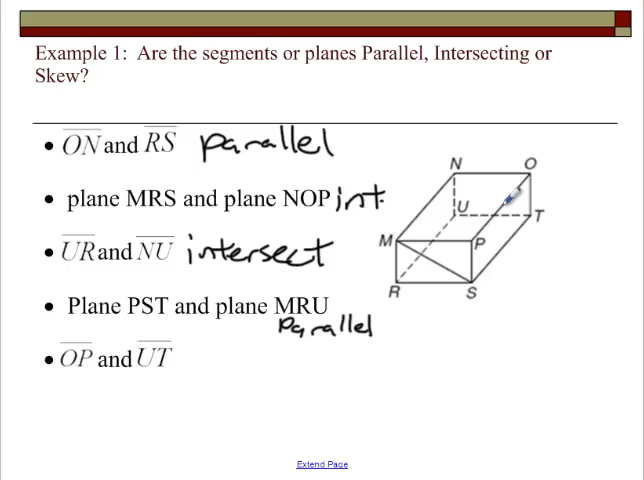 Example 1: Are the segments or planes Parallel, Intersecting or
Skew?
• ON and RS parallel
• plane MRS and plane NOP int.
• UR and NU intersect
• Plane PST and plane MRU
parallel
• OP and UT
N O
U T
M P
R S
Extend Page